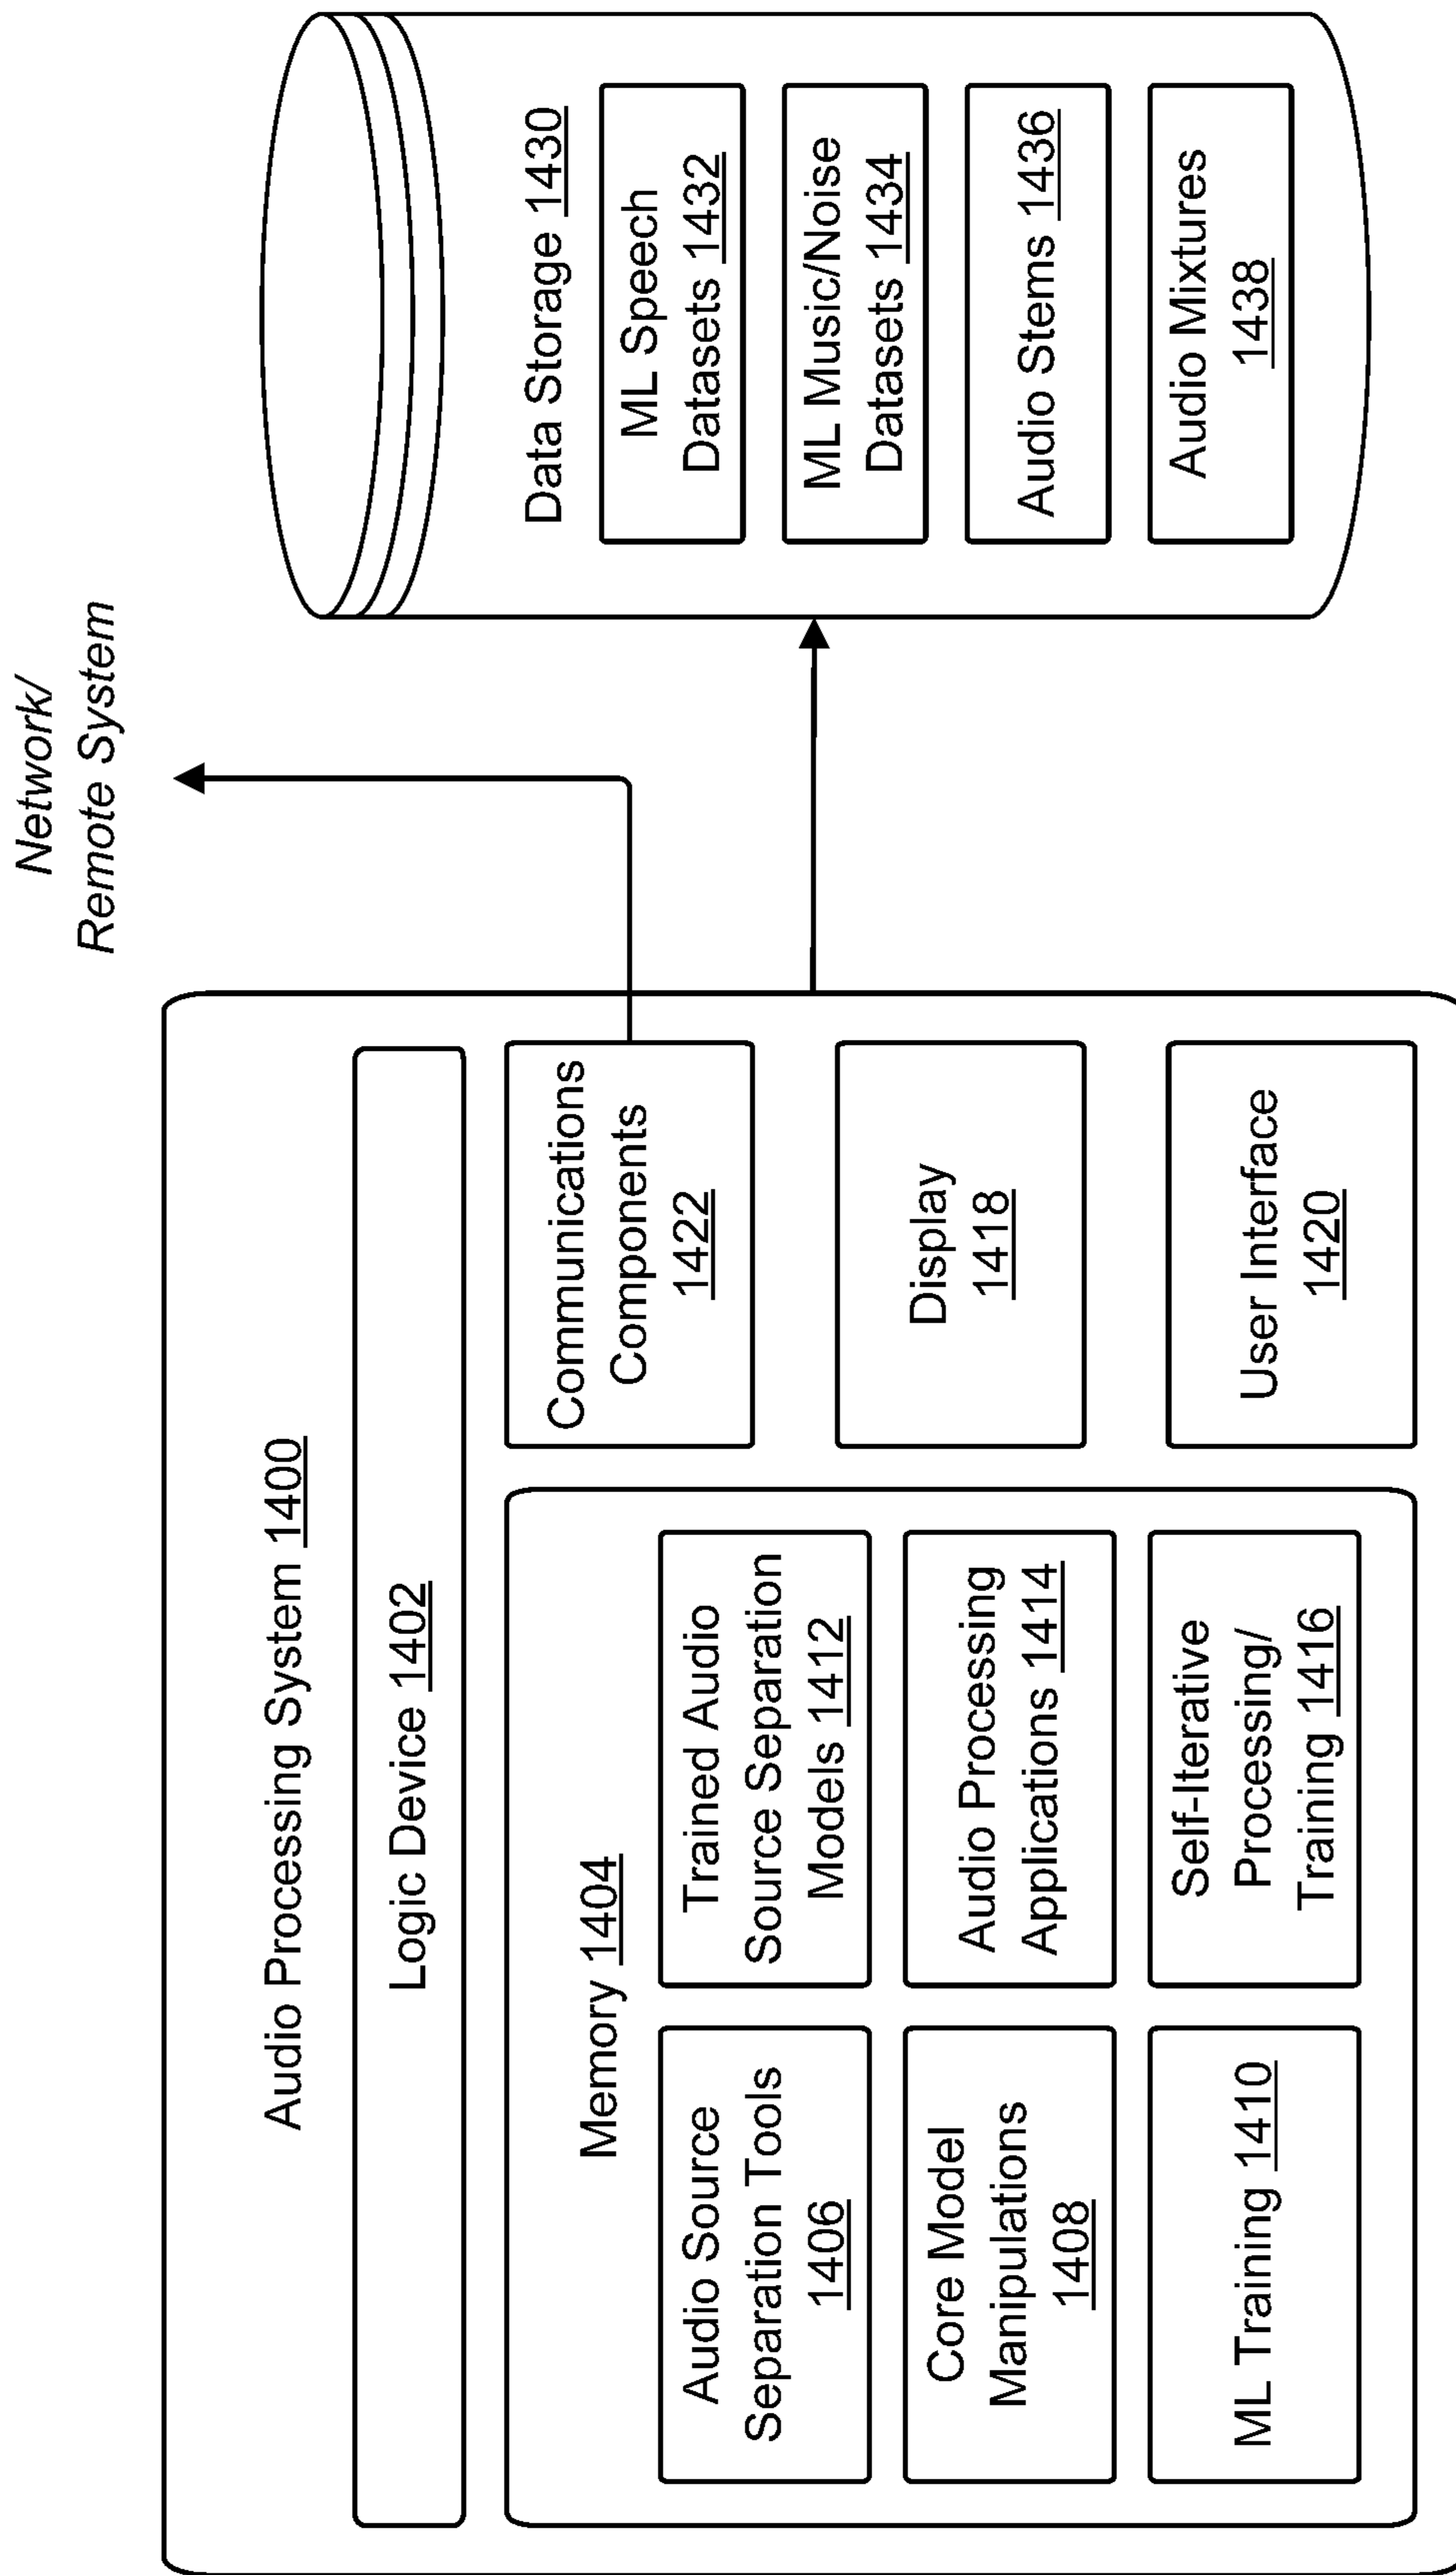 Network/
Remote System
Audio Processing System 1400
Logic Device 1402
Memory 1404
Audio Source
Separation Tools
1406
Trained Audio
Source Separation
Models 1412
Core Model
Manipulations
1408
Audio Processing
Applications 1414
ML Training 1410
Self-Iterative
Processing/
Training 1416
Communications
Components
1422
Display
1418
User Interface
1420
Data Storage 1430
ML Speech
Datasets 1432
ML Music/Noise
Datasets 1434
Audio Stems 1436
Audio Mixtures
1438